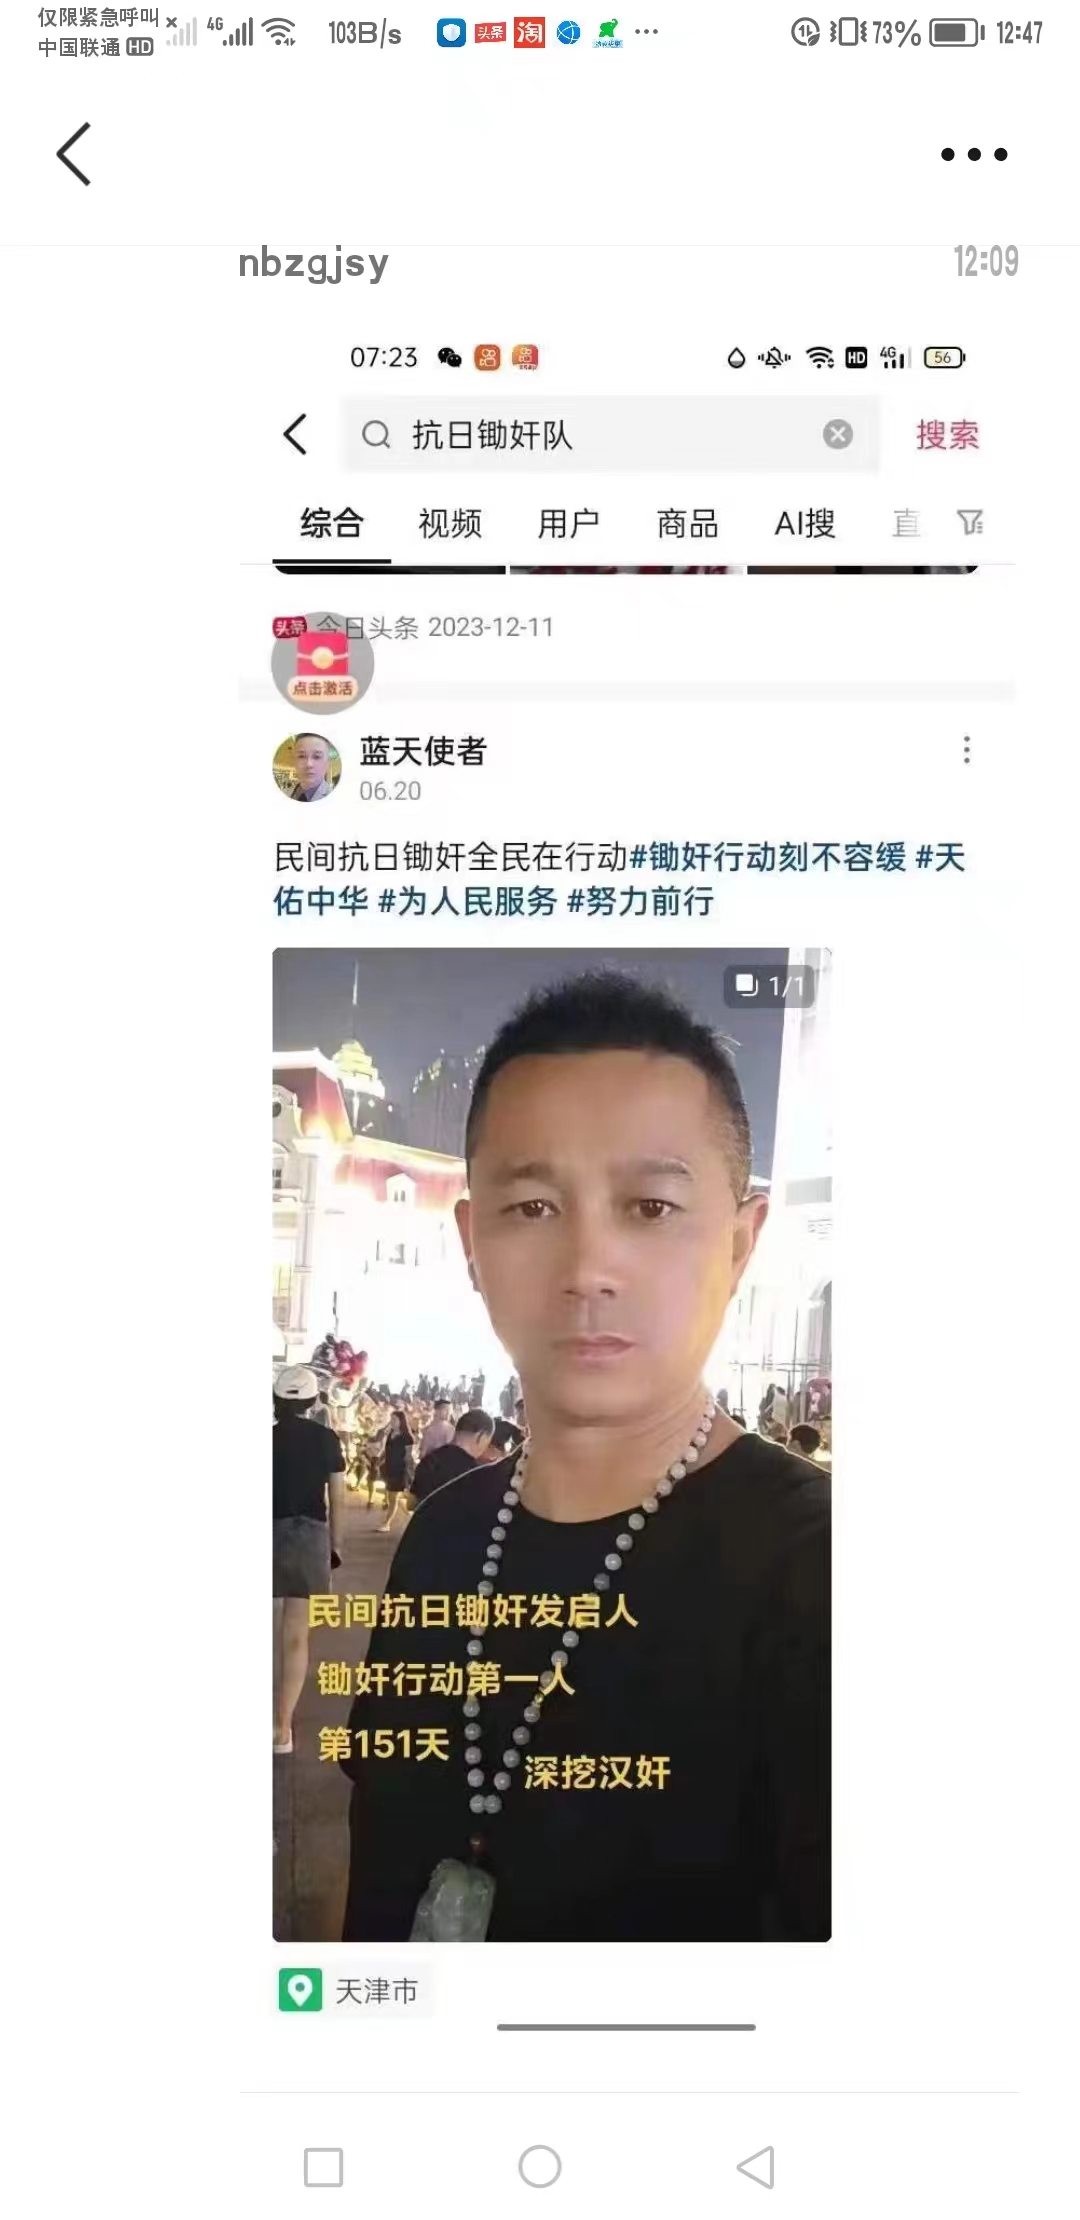 仅限紧急呼叫
中国联通 HD
4G
103B/s
头条
淘
73%
12:47
nbzgjsy
12:09
07:23
HD
4G
56
抗日锄奸队
搜索
综合
视频
用户
商品
AI搜
直
头条
今日头条 2023-12-11
点击激活
蓝天使者
06.20
民间抗日锄奸全民在行动#锄奸行动刻不容缓 #天
佑中华 #为人民服务 #努力前行
1/1
民间抗日锄奸发启人
锄奸行动第一人
第151天
深挖汉奸
天津市